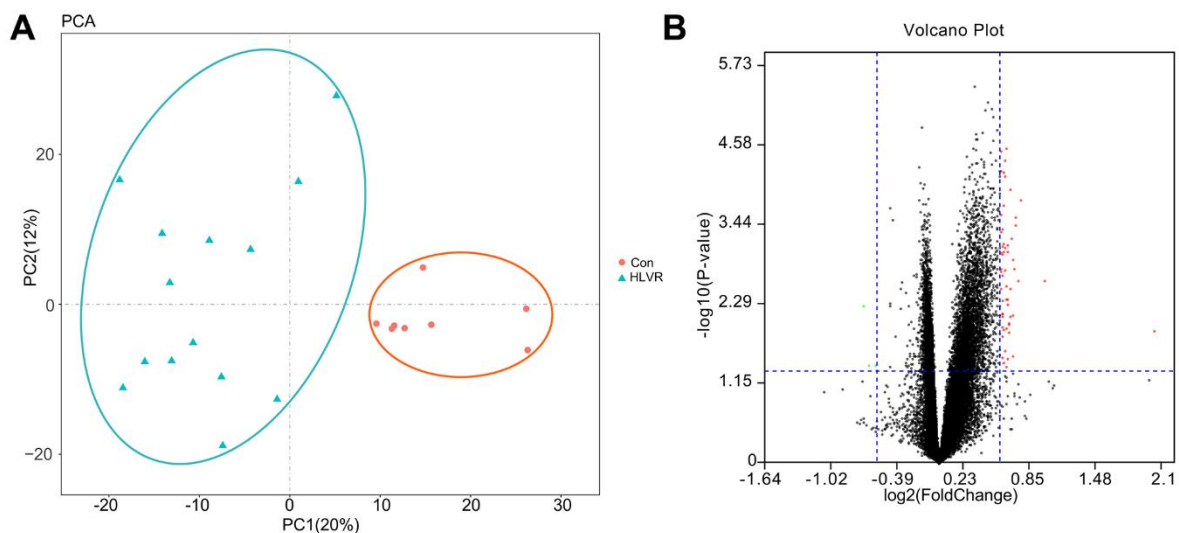 A
PCA
PC2(12%)
20
0
−20
-20
-10
0
10
20
30
PC1(20%)
Con
HLVR
B
Volcano Plot
-log10(P-value)
5.73
4.58
3.44
2.29
1.15
0
-1.64
-1.02
-0.39
0.23
0.85
1.48
2.1
log2(FoldChange)